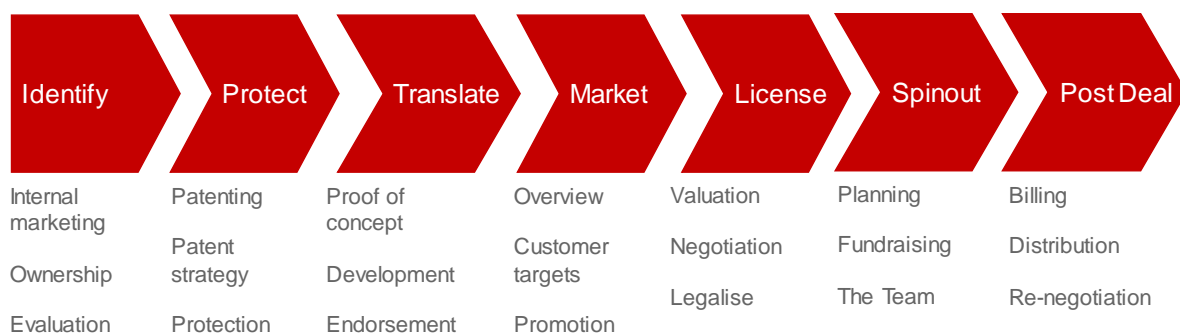 Identify
Protect
Translate
Market
License
Spinout
Post Deal
Internal
marketing
Ownership
Evaluation
Patenting
Patent
strategy
Protection
Proof of
concept
Development
Endorsement
Overview
Customer
targets
Promotion
Valuation
Negotiation
Legalise
Planning
Fundraising
The Team
Billing
Distribution
Re-negotiation